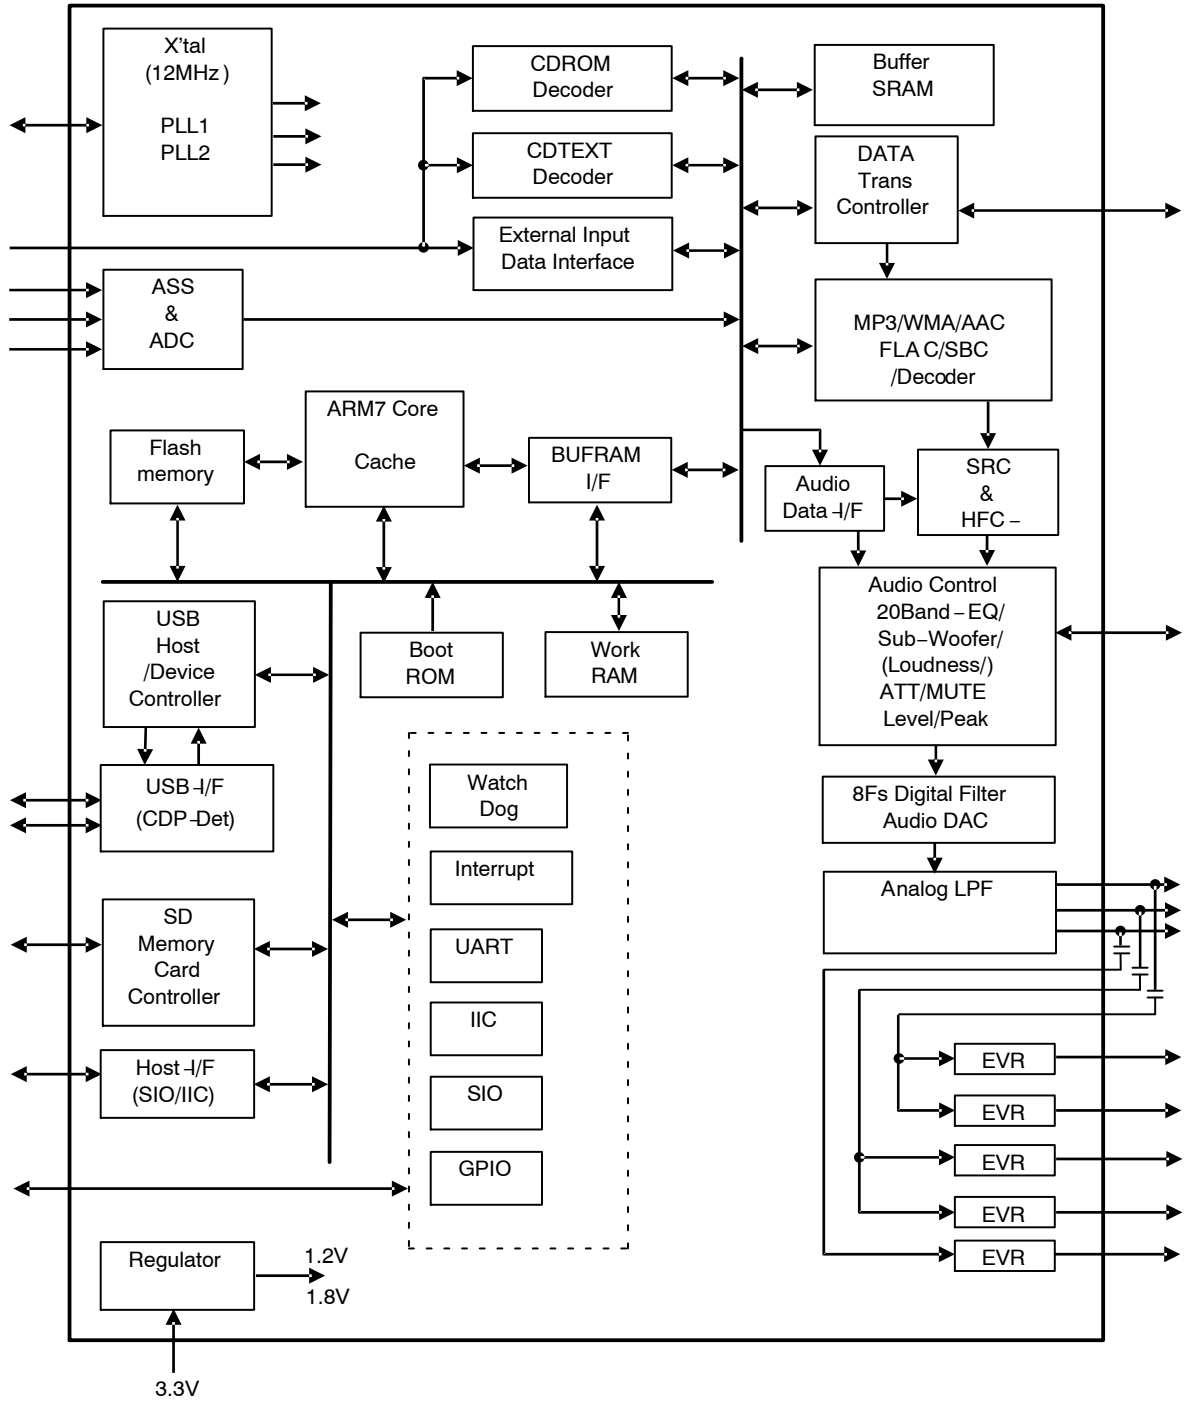 X'tal
(12MHz )
PLL1
PLL2
CDROM
Decoder
CDTEXT
Decoder
External Input
Data Interface
Buffer
SRAM
DATA
Trans
Controller
ASS
&
ADC
MP3/WMA/AAC
FLA C/SBC
/Decoder
Flash
memory
ARM7 Core
Cache
BUFRAM
I/F
Audio
Data -I/F
SRC
&
HFC -
USB
Host
/Device
Controller
Boot
ROM
Work
RAM
Audio Control
20Band - EQ/
Sub-Woofer/
(Loudness/)
ATT/MUTE
Level/Peak
USB -I/F
(CDP -Det)
Watch
Dog
Interrupt
UART
IIC
SIO
GPIO
8Fs Digital Filter
Audio DAC
Analog LPF
SD
Memory
Card
Controller
Host -I/F
(SIO/IIC)
EVR
EVR
EVR
EVR
EVR
Regulator
1.2V
1.8V
3.3V